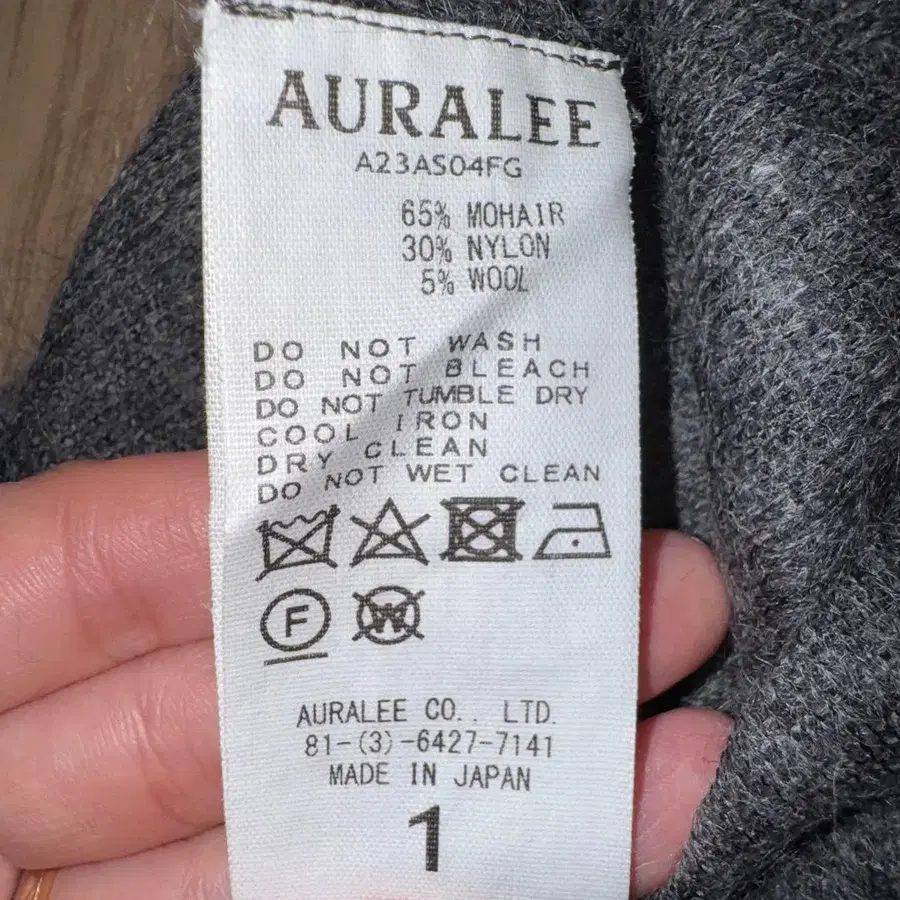 AURALEE
A23AS04FG
65% MOHAIR
30% NYLON
5% WOOL
DO NOT WASH
DO NOT BLEACH
DO NOT TUMBLE DRY
COOL IRON
DRY CLEAN
DO NOT WET CLEAN
F W
AURALEE CO., LTD.
81-(3)-6427-7141
MADE IN JAPAN
1